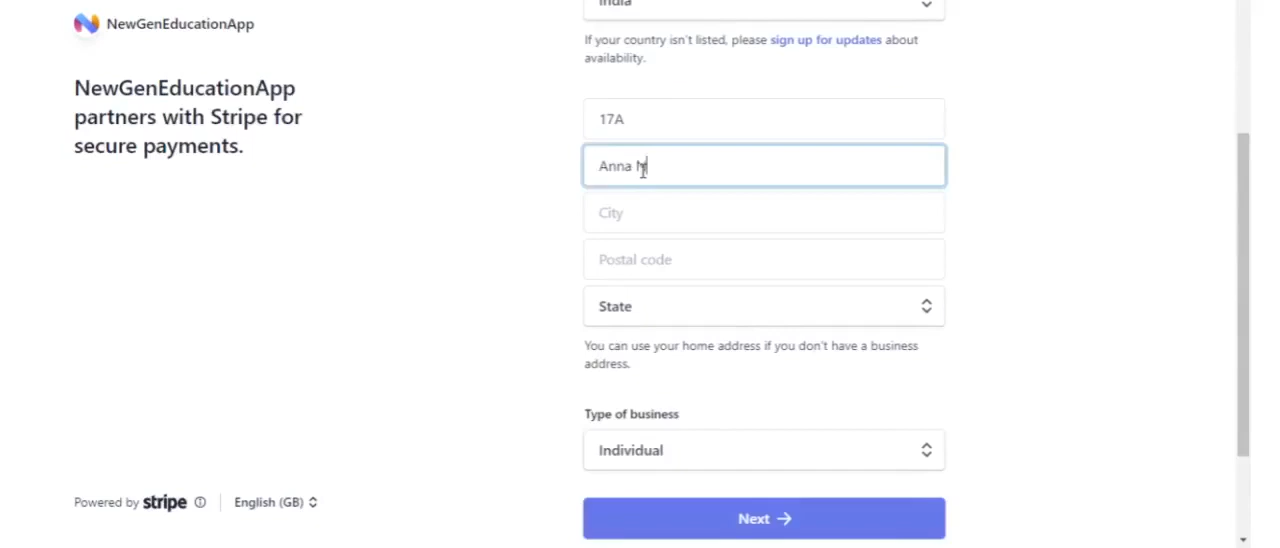 NewGenEducationApp
NewGenEducationApp
partners with Stripe for
secure payments.
India
If your country isn't listed, please sign up for updates about
availability.
17A
Anna
City
Postal code
State
You can use your home address if you don't have a business
address.
Type of business
Individual
Next →
Powered by stripe
English (GB)